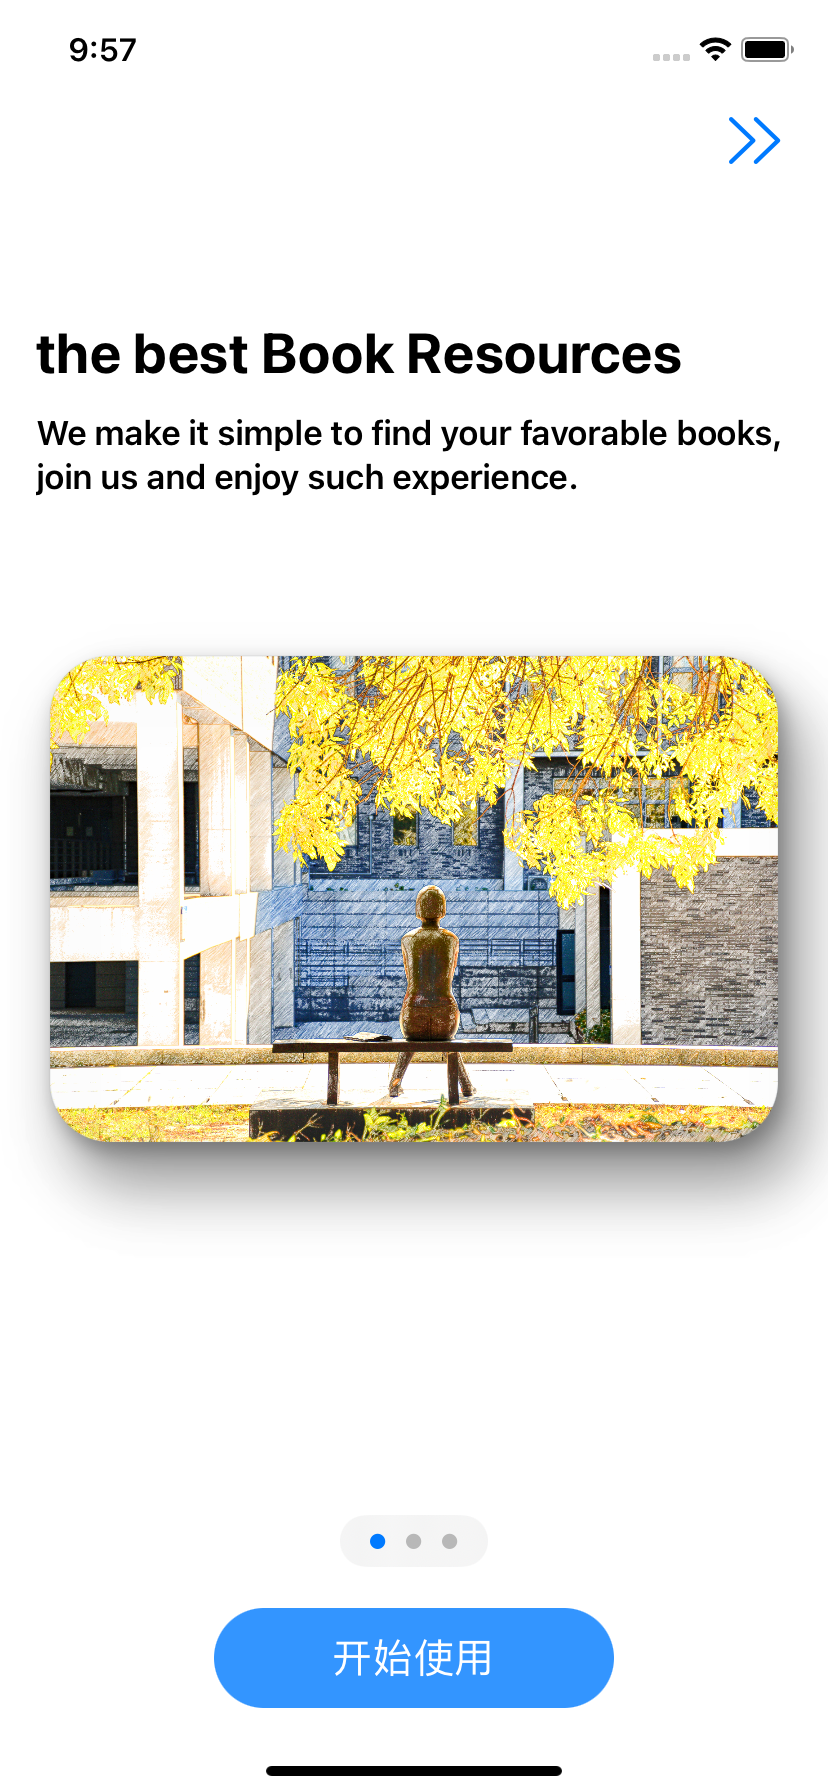 9:57
the best Book Resources
We make it simple to find your favorable books,
join us and enjoy such experience.
开始使用